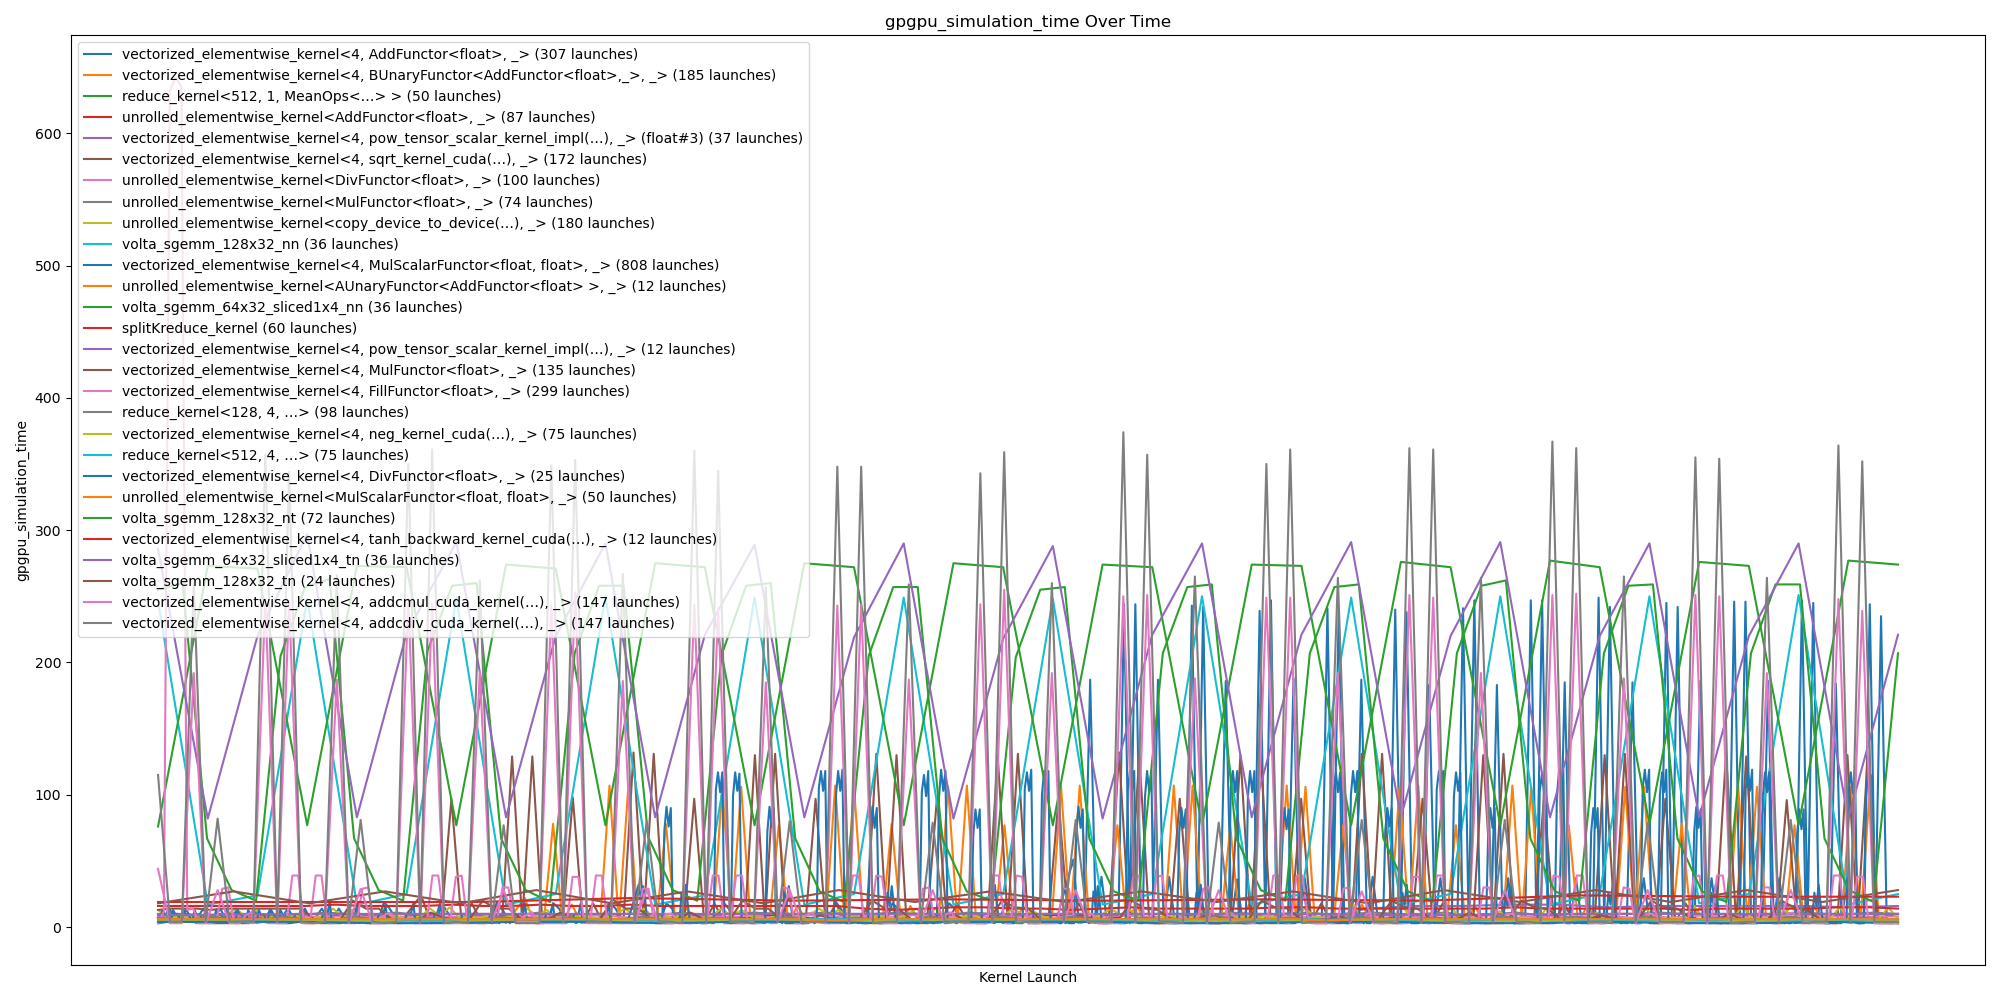 gpgpu_simulation_time Over Time
vectorized_elementwise_kernel<4, AddFunctor<float>, _> (307 launches)
vectorized_elementwise_kernel<4, BUnaryFunctor<AddFunctor<float>,_>, _> (185 launches)
reduce_kernel<512, 1, MeanOps<...> > (50 launches)
unrolled_elementwise_kernel<AddFunctor<float>, _> (87 launches)
vectorized_elementwise_kernel<4, pow_tensor_scalar_kernel_impl(...), _> (float#3) (37 launches)
vectorized_elementwise_kernel<4, sqrt_kernel_cuda(...), _> (172 launches)
unrolled_elementwise_kernel<DivFunctor<float>, _> (100 launches)
unrolled_elementwise_kernel<MulFunctor<float>, _> (74 launches)
unrolled_elementwise_kernel<copy_device_to_device(...), _> (180 launches)
volta_sgemm_128x32_nn (36 launches)
vectorized_elementwise_kernel<4, MulScalarFunctor<float, float>, _> (808 launches)
unrolled_elementwise_kernel<AUnaryFunctor<AddFunctor<float> >, _> (12 launches)
volta_sgemm_64x32_sliced1x4_nn (36 launches)
splitKreduce_kernel (60 launches)
vectorized_elementwise_kernel<4, pow_tensor_scalar_kernel_impl(...), _> (12 launches)
vectorized_elementwise_kernel<4, MulFunctor<float>, _> (135 launches)
vectorized_elementwise_kernel<4, FillFunctor<float>, _> (299 launches)
reduce_kernel<128, 4, ...> (98 launches)
vectorized_elementwise_kernel<4, neg_kernel_cuda(...), _> (75 launches)
reduce_kernel<512, 4, ...> (75 launches)
vectorized_elementwise_kernel<4, DivFunctor<float>, _> (25 launches)
unrolled_elementwise_kernel<MulScalarFunctor<float, float>, _> (50 launches)
volta_sgemm_128x32_nt (72 launches)
vectorized_elementwise_kernel<4, tanh_backward_kernel_cuda(...), _> (12 launches)
volta_sgemm_64x32_sliced1x4_tn (36 launches)
volta_sgemm_128x32_tn (24 launches)
vectorized_elementwise_kernel<4, addcmul_cuda_kernel(...), _> (147 launches)
vectorized_elementwise_kernel<4, addcdiv_cuda_kernel(...), _> (147 launches)
600
500
400
300
200
100
0
gpgpu_simulation_time
Kernel Launch